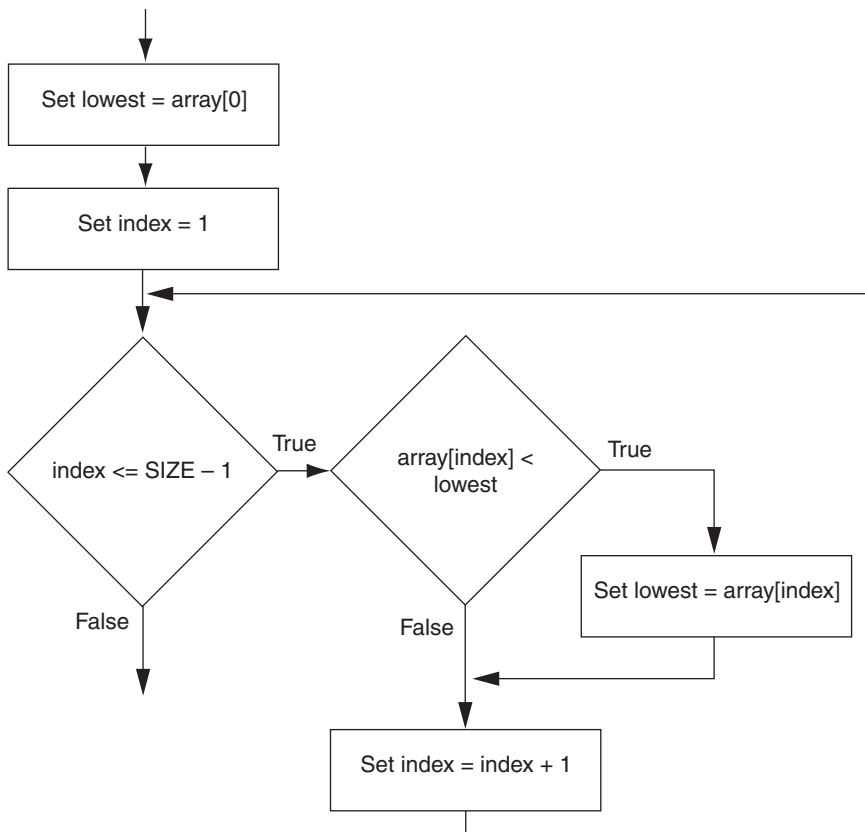 Set lowest = array[0]
Set index = 1
index <= SIZE – 1
True
array[index] <
lowest
True
Set lowest = array[index]
False
False
Set index = index + 1